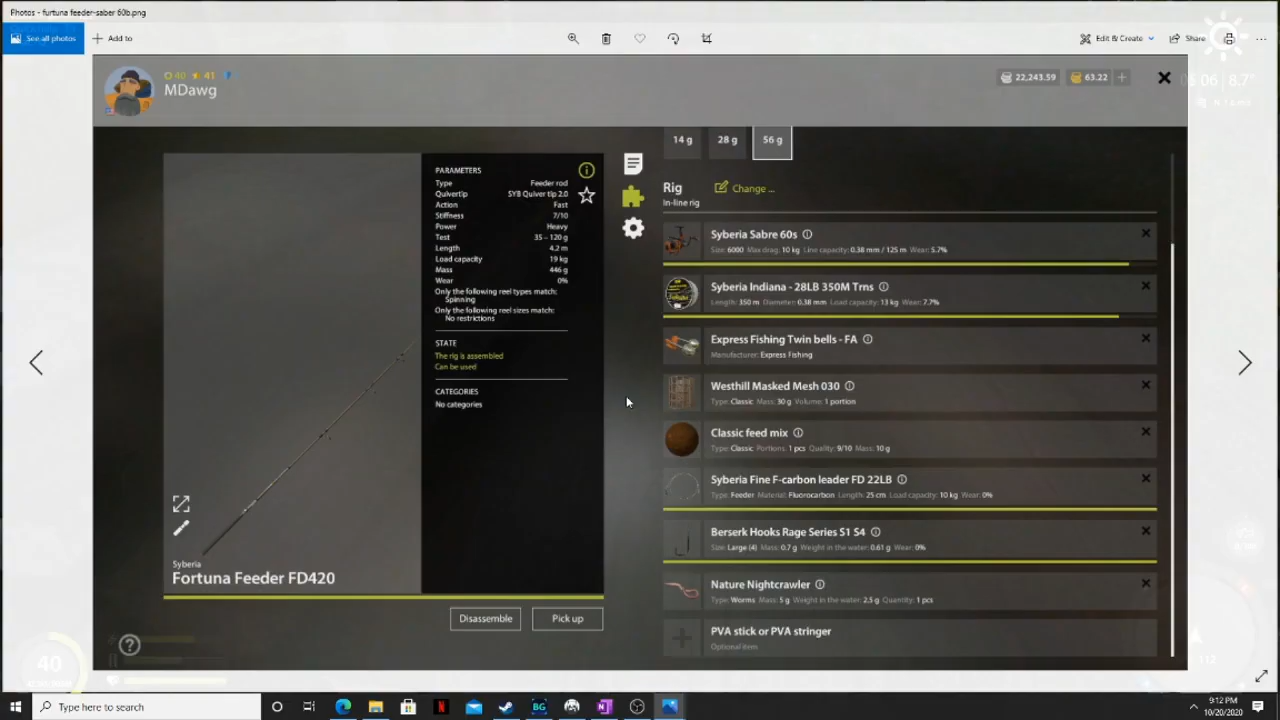 Photos - furtuna feeder-saber 60b.png
See all photos
Add to
Edit & Create
Share
40 41
MDawg
22,243.59
63.22
14 g 28 g 56 g
PARAMETERS
Type Feeder rod
Quivertip SYB Quiver tip 2.0
Action Fast
Stiffness 7/10
Power Heavy
Test 35 – 120 g
Length 4.2 m
Load capacity 19 kg
Mass 446 g
Wear 0%
Only the following reel types match:
Spinning
Only the following reel sizes match:
No restrictions
STATE
The rig is assembled
Can be used
CATEGORIES
No categories
Syberia
Fortuna Feeder FD420
Disassemble
Pick up
Rig
Change ...
In-line rig
Syberia Sabre 60s
Size: 6000 Max drag: 10 kg Line capacity: 0.38 mm / 125 m Wear: 5.7%
Syberia Indiana - 28LB 350M Trns
Length: 350 m Diameter: 0.38 mm Load capacity: 13 kg Wear: 7.7%
Express Fishing Twin bells - FA
Manufacturer: Express Fishing
Westhill Masked Mesh 030
Type: Classic Mass: 30 g Volume: 1 portion
Classic feed mix
Type: Classic Portions: 1 pcs Quality: 9/10 Mass: 10 g
Syberia Fine F-carbon leader FD 22LB
Type: Feeder Material: Fluorocarbon Length: 25 cm Load capacity: 10 kg Wear: 0%
Berserk Hooks Rage Series S1 S4
Size: Large (4) Mass: 0.7 g Weight in the water: 0.61 g Wear: 0%
Nature Nightcrawler
Type: Worms Mass: 5 g Weight in the water: 2.5 g Quantity: 1 pcs
PVA stick or PVA stringer
Optional item
40
112
Type here to search
9:12 PM
10/20/2020